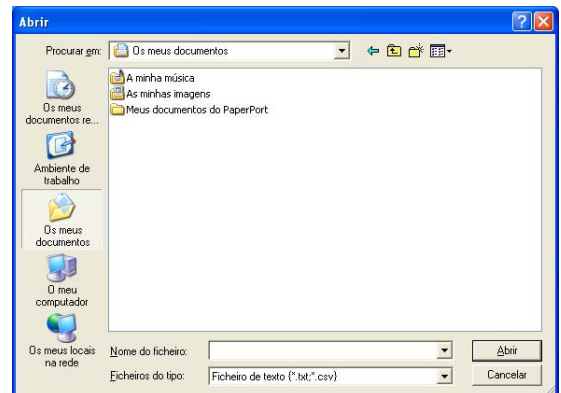 Abrir
Procurar em: Os meus documentos
A minha música
As minhas imagens
Meus documentos do PaperPort
Os meus
documentos re...
Ambiente de
trabalho
Os meus
documentos
O meu
computador
Os meus locais
na rede
Nome do ficheiro:
Abrir
Ficheiros do tipo: Ficheiro de texto {*.txt;*.csv}
Cancelar